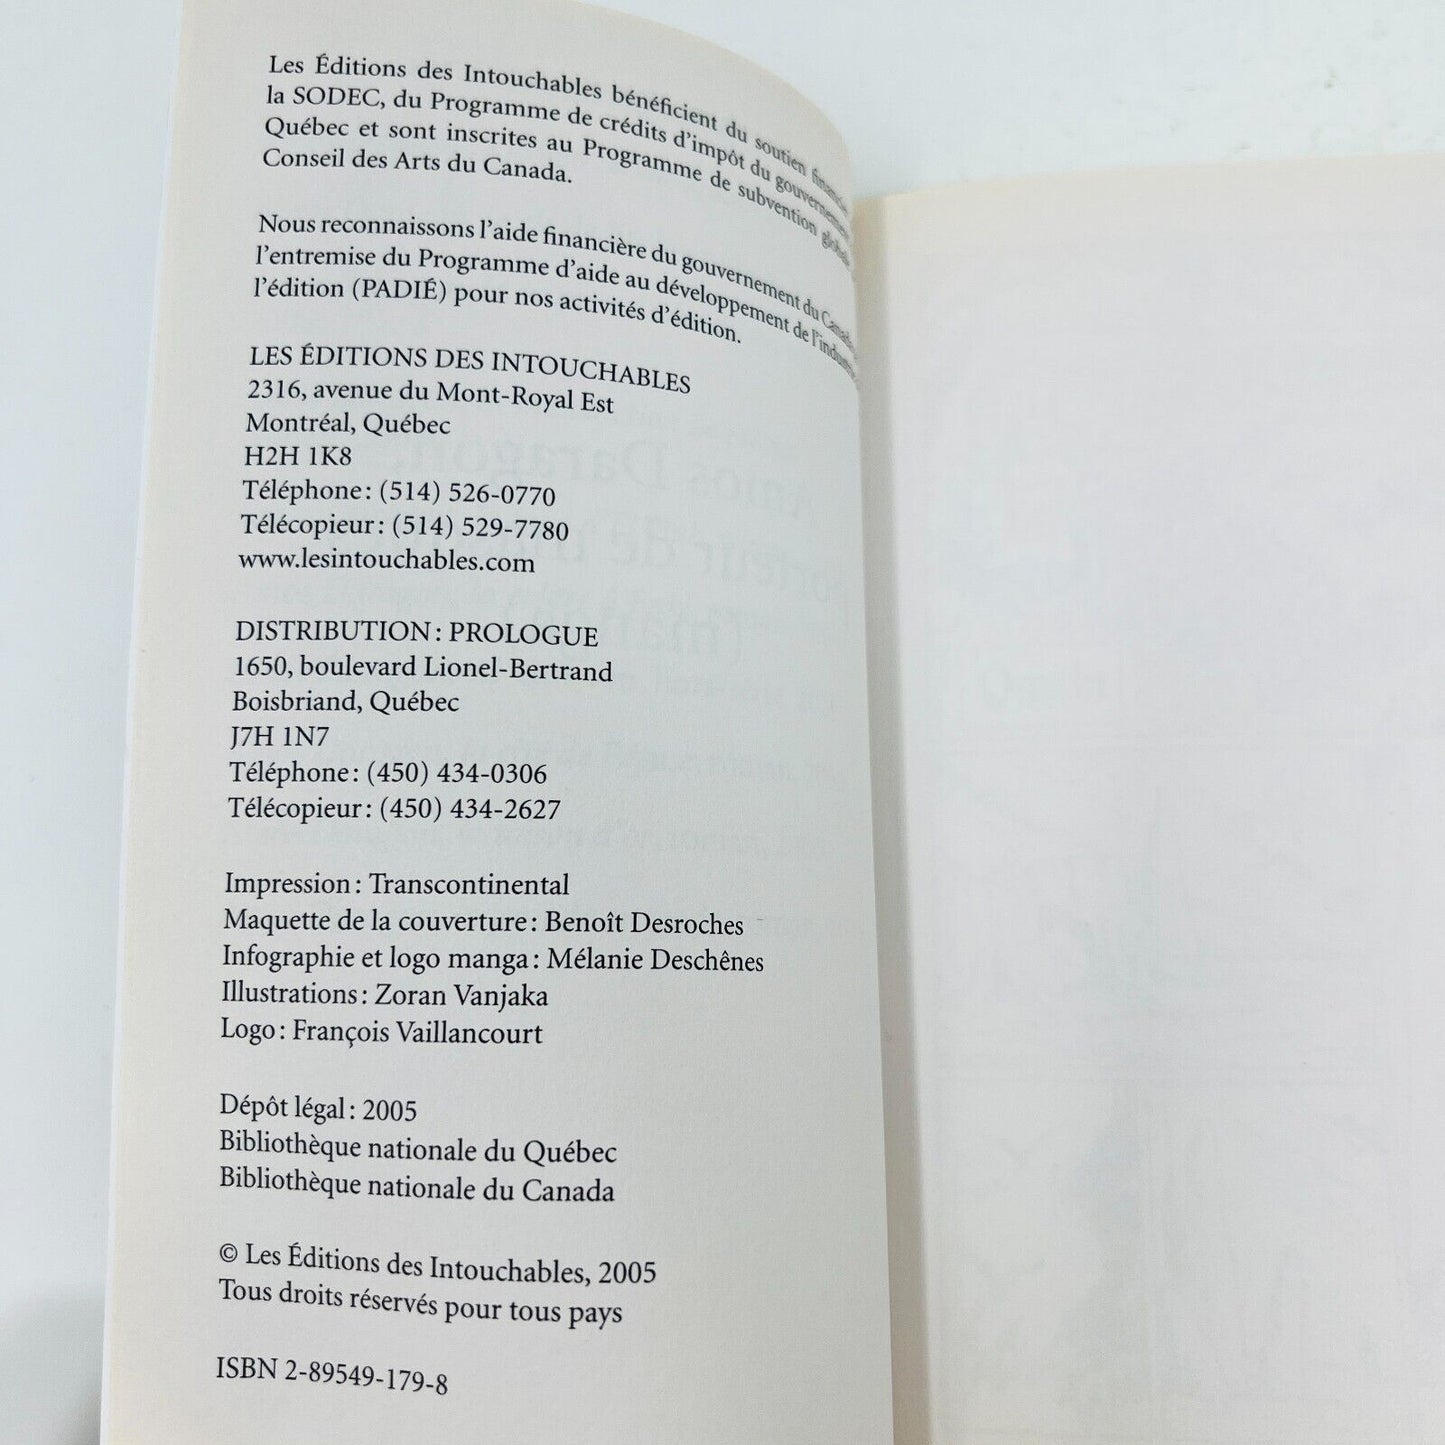 Les Éditions des Intouchables bénéficient du soutien financier
la SODEC, du Programme de crédits d'impôt du gouvernement
Québec et sont inscrites au Programme de subvention globale
Conseil des Arts du Canada.
Nous reconnaissons l'aide financière du gouvernement du Canada
l'entremise du Programme d'aide au développement de l'industrie
l'édition (PADIÉ) pour nos activités d'édition.
LES ÉDITIONS DES INTOUCHABLES
2316, avenue du Mont-Royal Est
Montréal, Québec
H2H 1K8
Téléphone : (514) 526-0770
Télécopieur : (514) 529-7780
www.lesintouchables.com
DISTRIBUTION : PROLOGUE
1650, boulevard Lionel-Bertrand
Boisbriand, Québec
J7H 1N7
Téléphone : (450) 434-0306
Télécopieur : (450) 434-2627
Impression : Transcontinental
Maquette de la couverture : Benoît Desroches
Infographie et logo manga : Mélanie Deschênes
Illustrations : Zoran Vanjaka
Logo : François Vaillancourt
Dépôt légal : 2005
Bibliothèque nationale du Québec
Bibliothèque nationale du Canada
© Les Éditions des Intouchables, 2005
Tous droits réservés pour tous pays
ISBN 2-89549-179-8